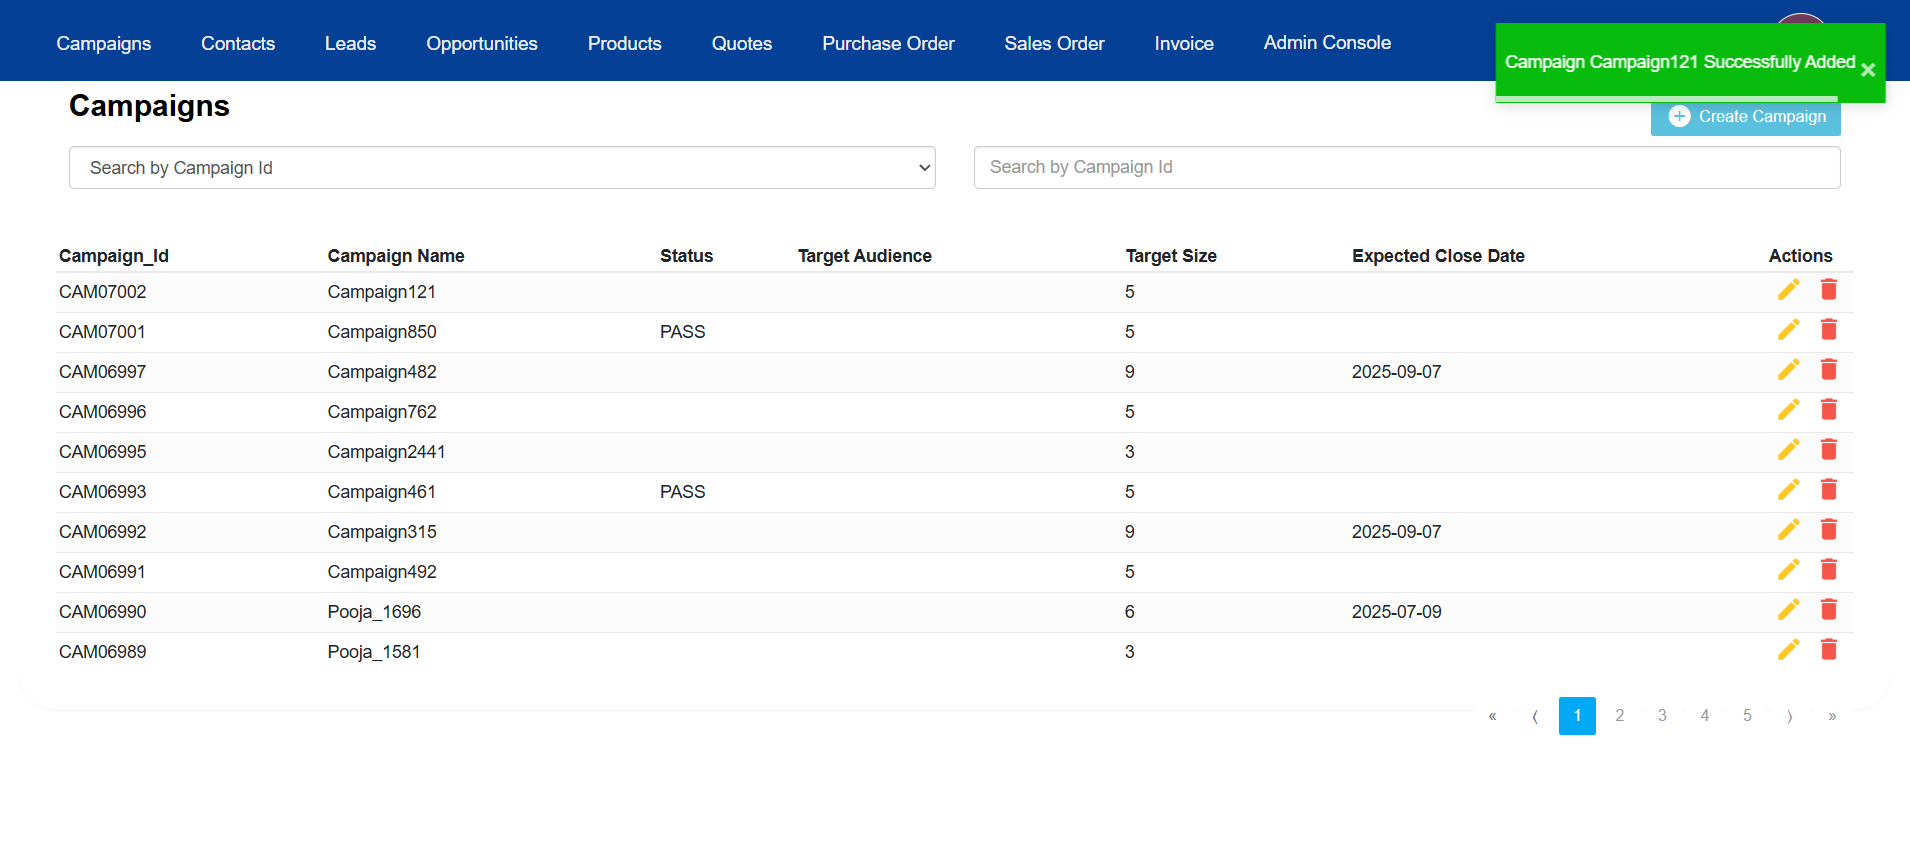 Campaigns Contacts Leads Opportunities Products Quotes Purchase Order Sales Order Invoice Admin Console
Campaign Campaign121 Successfully Added ×
Campaigns
Create Campaign
Search by Campaign Id
Search by Campaign Id
Campaign_Id Campaign Name Status Target Audience Target Size Expected Close Date Actions
CAM07002 Campaign121 5
CAM07001 Campaign850 PASS 5
CAM06997 Campaign482 9 2025-09-07
CAM06996 Campaign762 5
CAM06995 Campaign2441 3
CAM06993 Campaign461 PASS 5
CAM06992 Campaign315 9 2025-09-07
CAM06991 Campaign492 5
CAM06990 Pooja_1696 6 2025-07-09
CAM06989 Pooja_1581 3
« ⟨ 1 2 3 4 5 ⟩ »